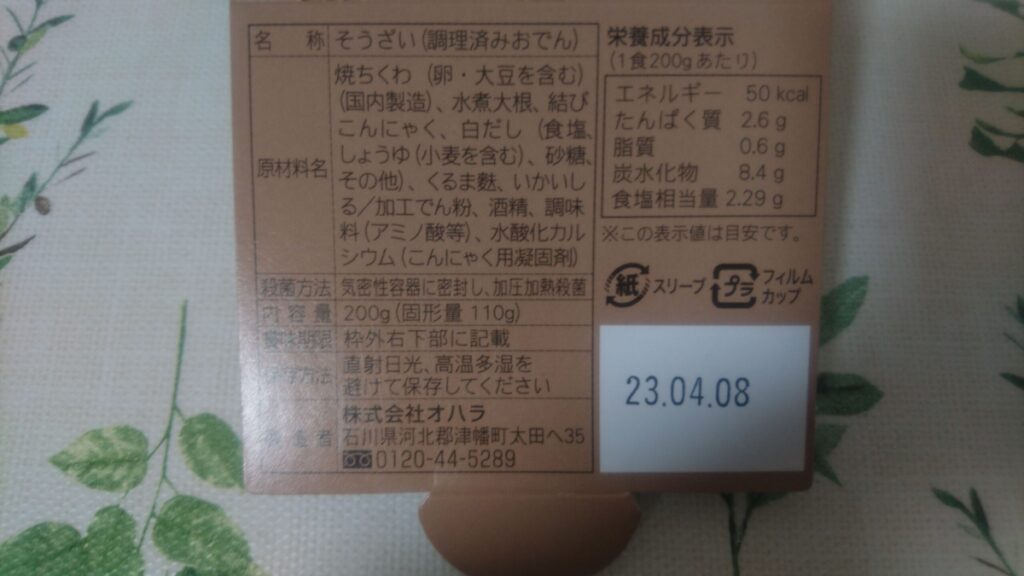 名称 そうざい(調理済みおでん)
原材料名 焼ちくわ（卵・大豆を含む）
(国内製造)、水煮大根、結び
こんにゃく、白だし（食塩、
しょうゆ(小麦を含む)、砂糖、
その他)、くるま麩、いかいし
る／加工でん粉、酒精、調味
料(アミノ酸等)、水酸化カル
シウム(こんにゃく用凝固剤)
殺菌方法 気密性容器に密封し、加圧加熱殺菌
内容量 200g(固形量 110g)
賞味期限 枠外右下部に記載
保存方法 直射日光、高温多湿を
避けて保存してください
製造者 株式会社オハラ
石川県河北郡津幡町太田へ35
0120-44-5289
栄養成分表示
(1食200gあたり)
エネルギー 50 kcal
たんぱく質 2.6 g
脂質 0.6 g
炭水化物 8.4 g
食塩相当量 2.29 g
※この表示値は目安です。
紙 スリーブ プラ フィルム
カップ
23.04.08